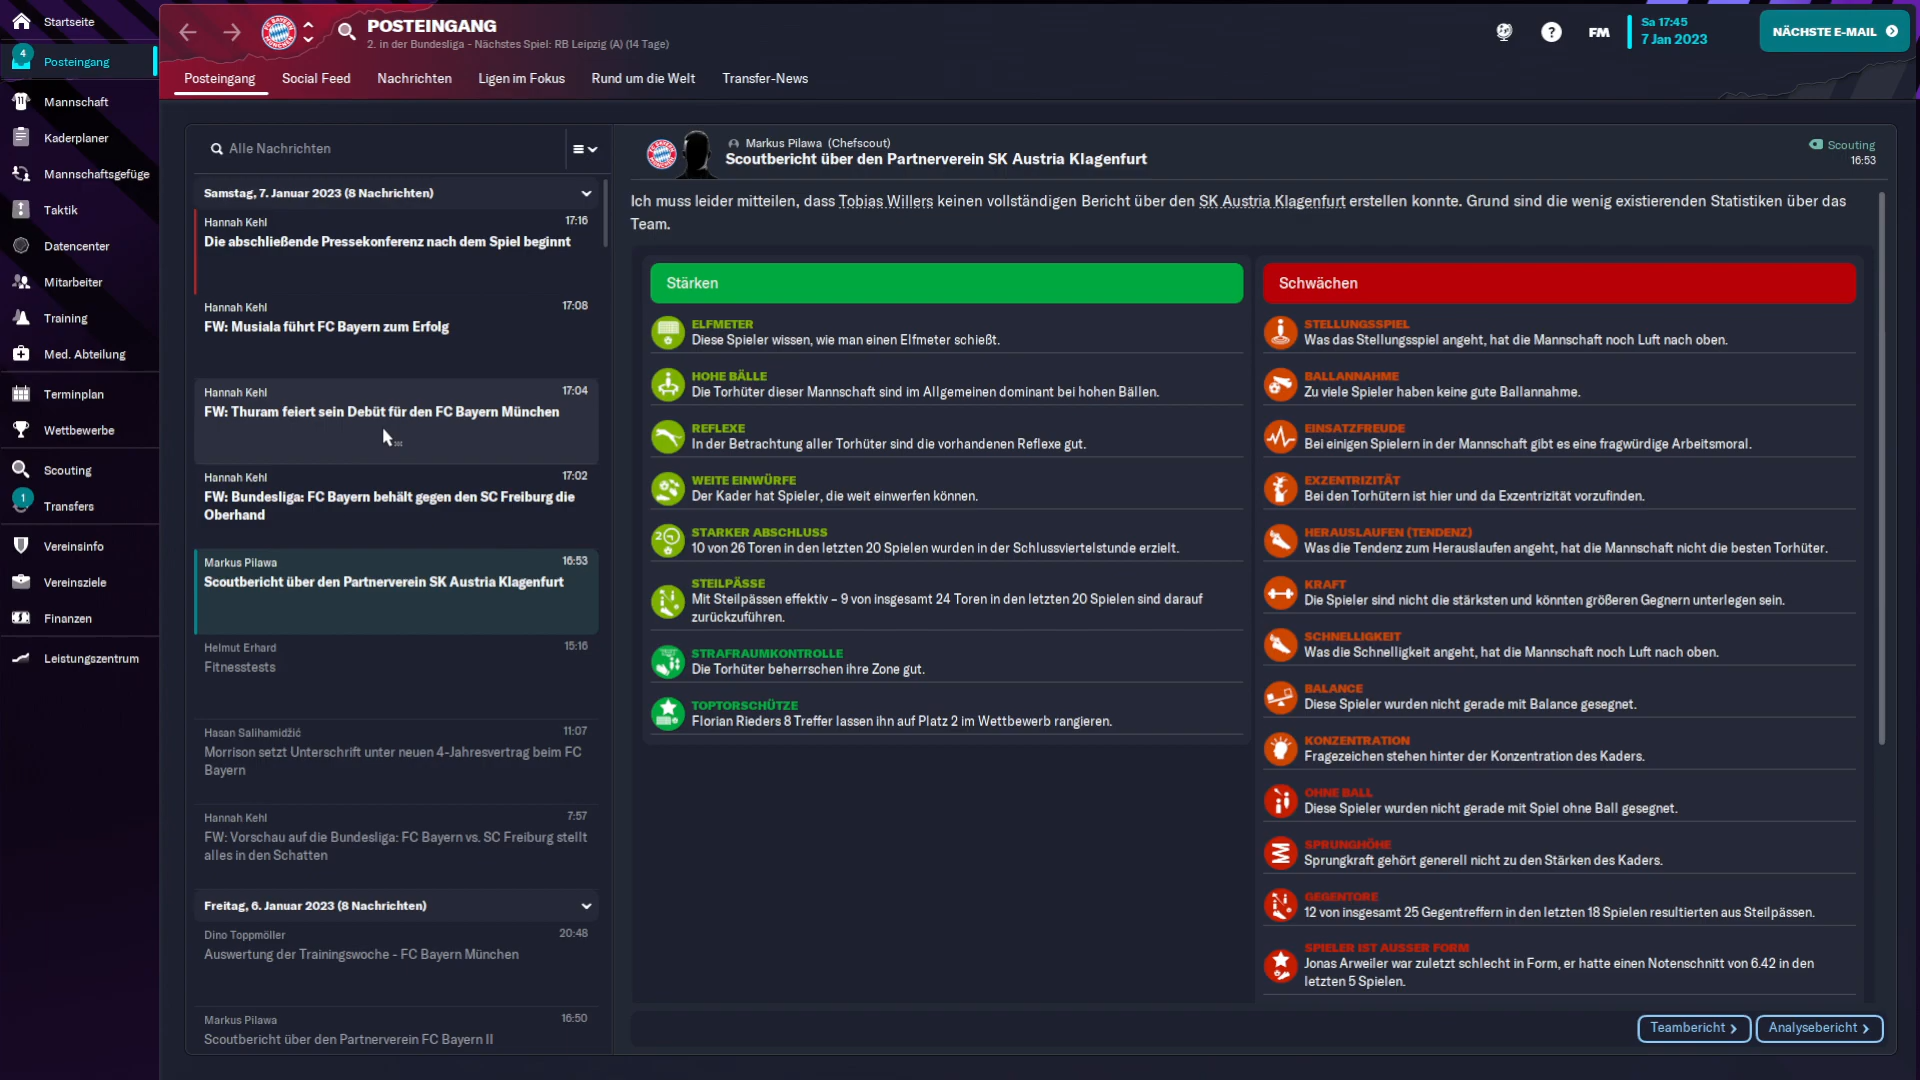 Startseite
4
Posteingang
Mannschaft
Kaderplaner
Mannschaftsgefüge
Taktik
Datencenter
Mitarbeiter
Training
Med. Abteilung
Terminplan
Wettbewerbe
Scouting
1
Transfers
Vereinsinfo
Vereinsziele
Finanzen
Leistungszentrum
POSTEINGANG
2. in der Bundesliga - Nächstes Spiel: RB Leipzig (A) (14 Tage)
FM
Sa 17:45
7 Jan 2023
NÄCHSTE E-MAIL
Posteingang Social Feed Nachrichten Ligen im Fokus Rund um die Welt Transfer-News
Alle Nachrichten
Samstag, 7. Januar 2023 (8 Nachrichten)
Hannah Kehl 17:16
Die abschließende Pressekonferenz nach dem Spiel beginnt
Hannah Kehl 17:08
FW: Musiala führt FC Bayern zum Erfolg
Hannah Kehl 17:04
FW: Thuram feiert sein Debüt für den FC Bayern München
Hannah Kehl 17:02
FW: Bundesliga: FC Bayern behält gegen den SC Freiburg die
Oberhand
Markus Pilawa 16:53
Scoutbericht über den Partnerverein SK Austria Klagenfurt
Helmut Erhard 15:16
Fitnesstests
Hasan Salihamidžić 11:07
Morrison setzt Unterschrift unter neuen 4-Jahresvertrag beim FC
Bayern
Hannah Kehl 7:57
FW: Vorschau auf die Bundesliga: FC Bayern vs. SC Freiburg stellt
alles in den Schatten
Freitag, 6. Januar 2023 (8 Nachrichten)
Dino Toppmöller 20:48
Auswertung der Trainingswoche - FC Bayern München
Markus Pilawa 16:50
Scoutbericht über den Partnerverein FC Bayern II
Markus Pilawa (Chefscout)
Scoutbericht über den Partnerverein SK Austria Klagenfurt
Scouting
16:53
Ich muss leider mitteilen, dass Tobias Willers keinen vollständigen Bericht über den SK Austria Klagenfurt erstellen konnte. Grund sind die wenig existierenden Statistiken über das
Team.
Stärken
ELFMETER
Diese Spieler wissen, wie man einen Elfmeter schießt.
HOHE BÄLLE
Die Torhüter dieser Mannschaft sind im Allgemeinen dominant bei hohen Bällen.
REFLEXE
In der Betrachtung aller Torhüter sind die vorhandenen Reflexe gut.
WEITE EINWÜRFE
Der Kader hat Spieler, die weit einwerfen können.
STARKER ABSCHLUSS
10 von 26 Toren in den letzten 20 Spielen wurden in der Schlussviertelstunde erzielt.
STEILPÄSSE
Mit Steilpässen effektiv – 9 von insgesamt 24 Toren in den letzten 20 Spielen sind darauf
zurückzuführen.
STRAFRAUMKONTROLLE
Die Torhüter beherrschen ihre Zone gut.
TOPTORSCHÜTZE
Florian Rieders 8 Treffer lassen ihn auf Platz 2 im Wettbewerb rangieren.
Schwächen
STELLUNGSSPIEL
Was das Stellungsspiel angeht, hat die Mannschaft noch Luft nach oben.
BALLANNAHME
Zu viele Spieler haben keine gute Ballannahme.
EINSATZFREUDE
Bei einigen Spielern in der Mannschaft gibt es eine fragwürdige Arbeitsmoral.
EXZENTRIZITÄT
Bei den Torhütern ist hier und da Exzentrizität vorzufinden.
HERAUSLAUFEN (TENDENZ)
Was die Tendenz zum Herauslaufen angeht, hat die Mannschaft nicht die besten Torhüter.
KRAFT
Die Spieler sind nicht die stärksten und könnten größeren Gegnern unterlegen sein.
SCHNELLIGKEIT
Was die Schnelligkeit angeht, hat die Mannschaft noch Luft nach oben.
BALANCE
Diese Spieler wurden nicht gerade mit Balance gesegnet.
KONZENTRATION
Fragezeichen stehen hinter der Konzentration des Kaders.
OHNE BALL
Diese Spieler wurden nicht gerade mit Spiel ohne Ball gesegnet.
SPRUNGHÖHE
Sprungkraft gehört generell nicht zu den Stärken des Kaders.
GEGENTORE
12 von insgesamt 25 Gegentreffern in den letzten 18 Spielen resultierten aus Steilpässen.
SPIELER IST AUSSER FORM
Jonas Arweiler war zuletzt schlecht in Form, er hatte einen Notenschnitt von 6.42 in den
letzten 5 Spielen.
Teambericht
Analysebericht